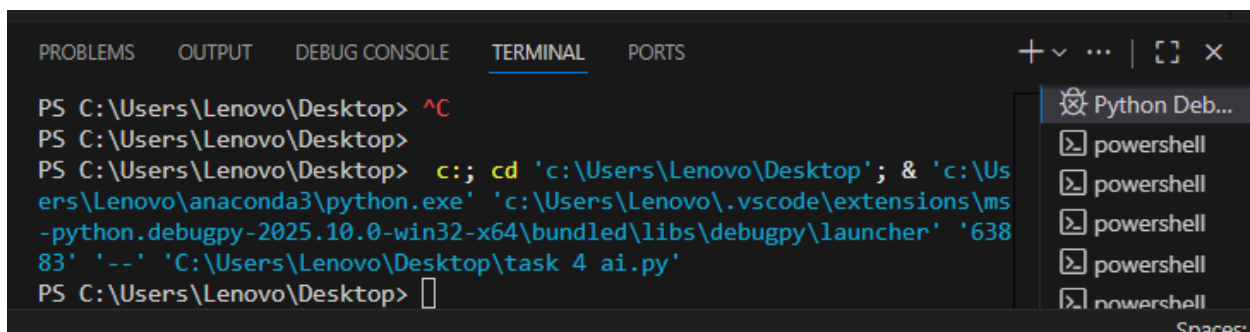 PROBLEMS OUTPUT DEBUG CONSOLE TERMINAL PORTS
PS C:\Users\Lenovo\Desktop> ^C
PS C:\Users\Lenovo\Desktop>
PS C:\Users\Lenovo\Desktop>  c:; cd 'c:\Users\Lenovo\Desktop'; & 'c:\Us
ers\Lenovo\anaconda3\python.exe' 'c:\Users\Lenovo\.vscode\extensions\ms
-python.debugpy-2025.10.0-win32-x64\bundled\libs\debugpy\launcher' '638
83' '--' 'C:\Users\Lenovo\Desktop\task 4 ai.py'
PS C:\Users\Lenovo\Desktop>
Python Deb...
powershell
powershell
powershell
powershell
powershell
Spaces: